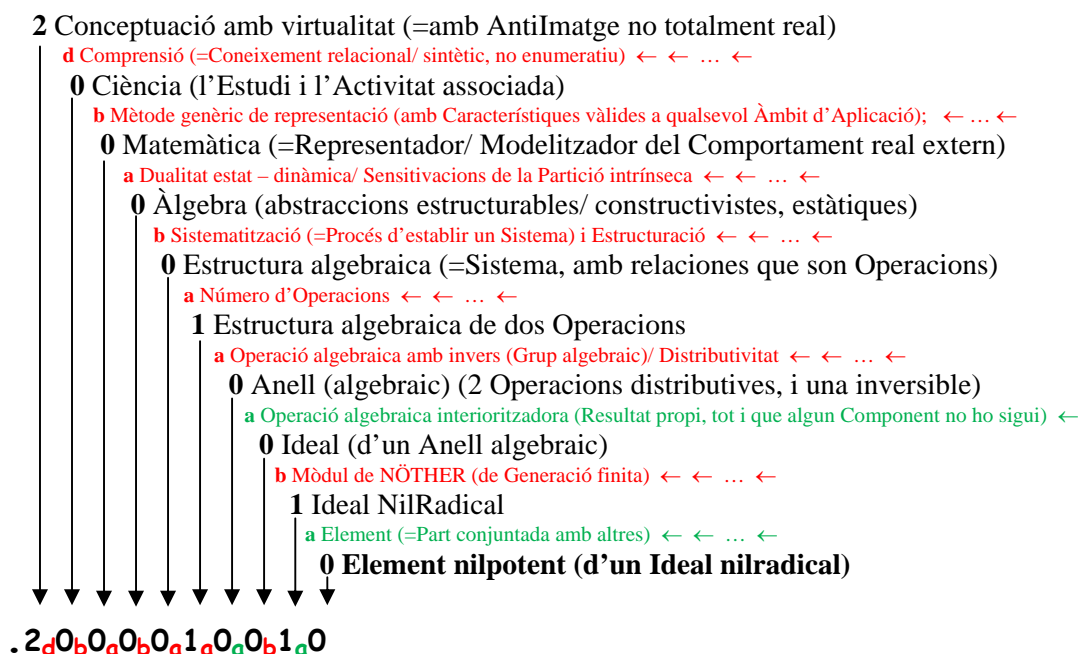 2 Conceptuació amb virtualitat (=amb AntiImatge no totalment real)
d Comprensió (=Coneixement relacional/ sintètic, no enumeratiu) ← ← … ←
0 Ciència (l’Estudi i l’Activitat associada)
b Mètode genèric de representació (amb Característiques vàlides a qualsevol Àmbit d’Aplicació); ← … ←
0 Matemàtica (=Representador/ Modelitzador del Comportament real extern)
a Dualitat estat – dinàmica/ Sensitivacions de la Partició intrínseca ← ← … ←
0 Àlgebra (abstraccions estructurables/ constructivistes, estàtiques)
b Sistematització (=Procés d’establir un Sistema) i Estructuració ← ← … ←
0 Estructura algebraica (=Sistema, amb relaciones que son Operacions)
a Número d’Operacions ← ← … ←
1 Estructura algebraica de dos Operacions
a Operació algebraica amb invers (Grup algebraic)/ Distributivitat ← ← … ←
0 Anell (algebraic) (2 Operacions distributives, i una inversible)
a Operació algebraica interioritzadora (Resultat propi, tot i que algun Component no ho sigui) ←
0 Ideal (d’un Anell algebraic)
b Mòdul de NÖTHER (de Generació finita) ← ← … ←
1 Ideal NilRadical
a Element (=Part conjuntada amb altres) ← ← … ←
0 Element nilpotent (d’un Ideal nilradical)
.2d0b0a0b0a1a0a0b1a0